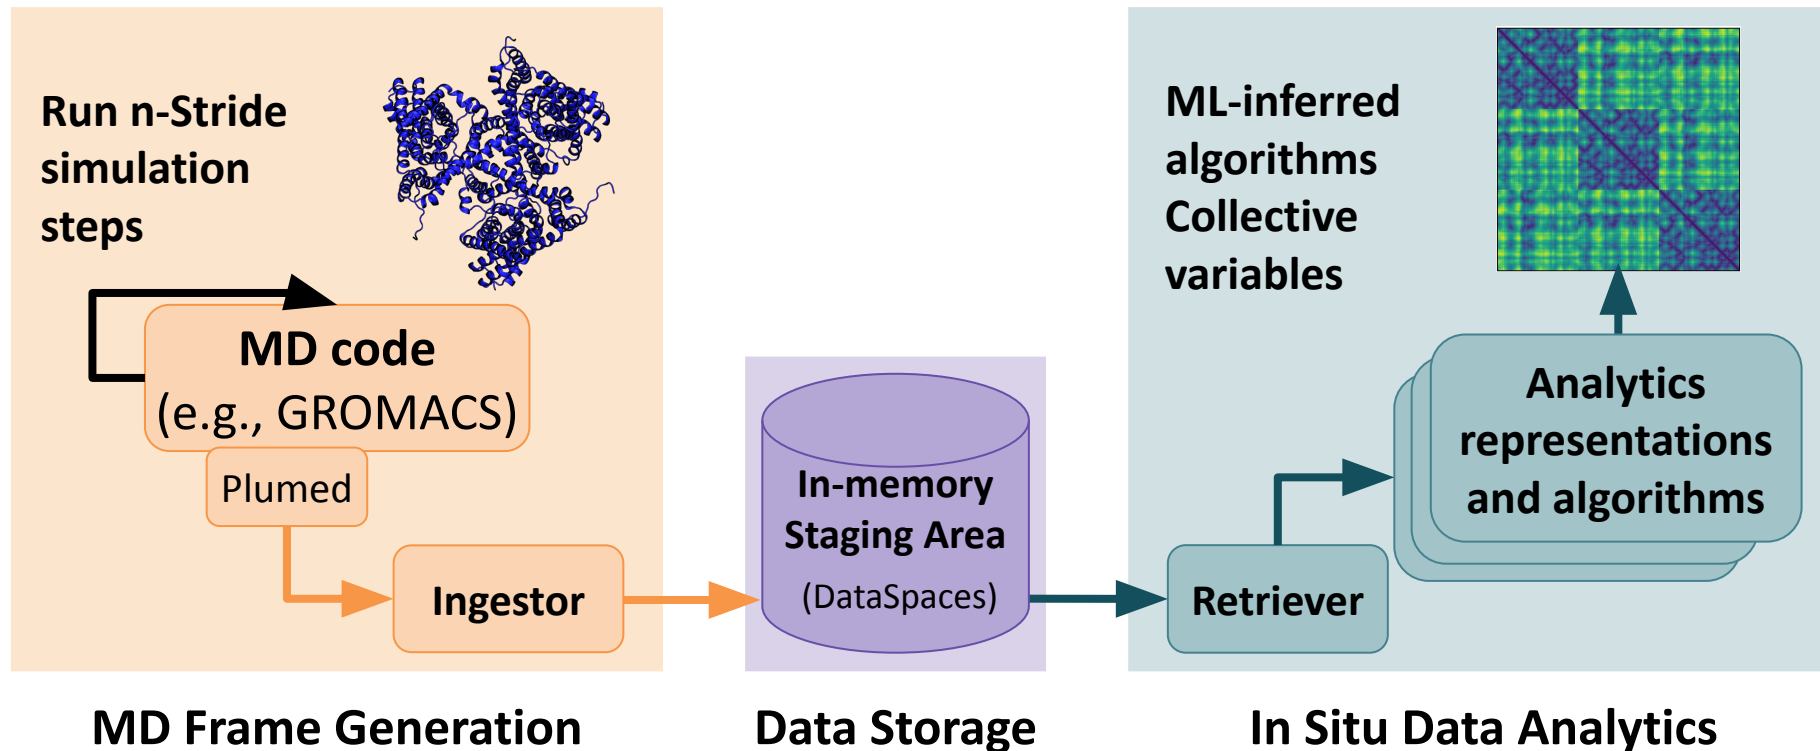 Run n-Stride
simulation
steps
MD code
(e.g., GROMACS)
Plumed
Ingestor
MD Frame Generation
In-memory
Staging Area
(DataSpaces)
Data Storage
ML-inferred
algorithms
Collective
variables
Analytics
representations
and algorithms
Retriever
In Situ Data Analytics